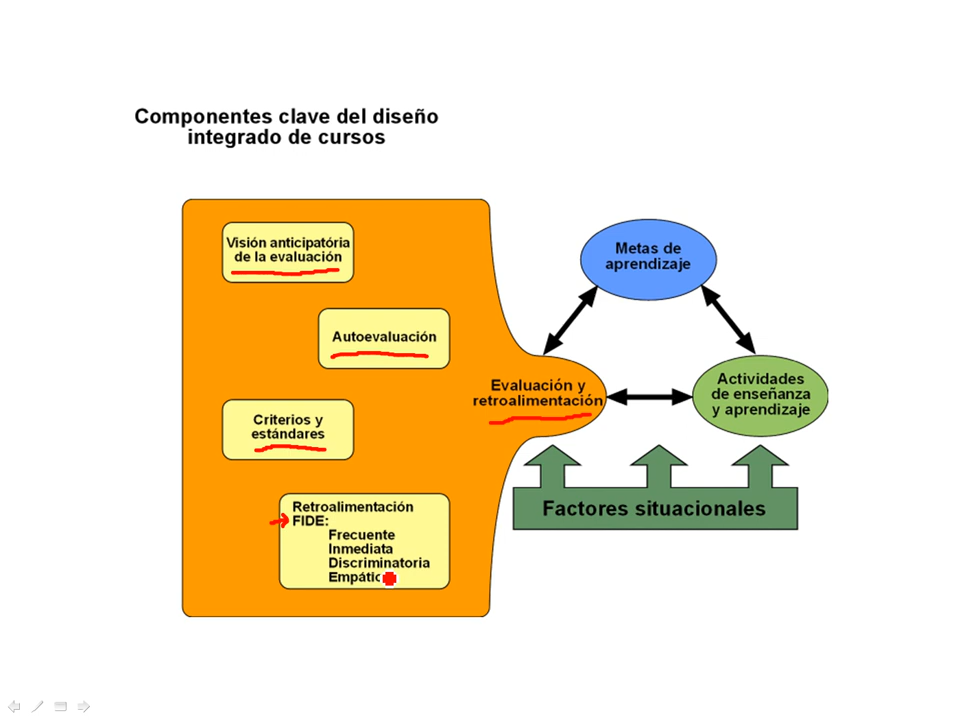 Componentes clave del diseño
integrado de cursos
Visión anticipatória
de la evaluación
Autoevaluación
Criterios y
estándares
Retroalimentación
FIDE:
Frecuente
Inmediata
Discriminatoria
Metas de
aprendizaje
Evaluación y
retroalimentación
Actividades
de enseñanza
y aprendizaje
Factores situacionales